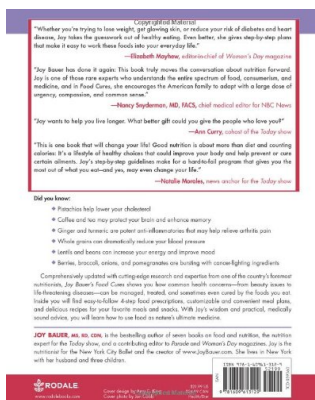 Copyrighted Material
"Whether you're trying to lose weight, get glowing skin, or reduce your risk of diabetes and heart
disease, Joy Bauer takes the guesswork out of healthy eating. Even better, she gives step-by-step plans
that make it easy to work these foods into your everyday life."
—Elizabeth Mayhew, editor-in-chief of Woman's Day magazine
"Joy Bauer has done it again: This book truly moves the conversation about nutrition forward.
Joy is one of those rare experts who understands the entire spectrum of food, consumerism, and
medicine, and in Food Cures, she encourages the American family to adapt with a large dose of
urgency, compassion, and common sense."
—Nancy Snyderman, MD, FACS, chief medical editor for NBC News
"Joy wants to help you live longer. What better gift could you give the people who love you?"
—Ann Curry, cohost of the Today show
"This is one book that will change your life! Good nutrition is about more than diet and counting
calories: It's a lifestyle of healthy choices that could improve your body and help prevent or cure
certain ailments. Joy's step-by-step guidelines make for a hard-to-fail program that gives you the
most out of what you eat—and yes, may even change your life."
—Natalie Morales, news anchor for the Today show
Did you know:
Pistachios help lower your cholesterol
Coffee and tea may protect your brain and enhance memory
Ginger and turmeric are potent anti-inflammatories that may help relieve arthritis pain
Whole grains can dramatically reduce your blood pressure
Lentils and beans can increase your energy and improve mood
Berries, broccoli, onions, and pomegranates are bursting with cancer-fighting ingredients
Comprehensively updated with cutting-edge research and expertise from one of the country's foremost
nutritionists, Joy Bauer's Food Cures shows you how common health concerns—from beauty issues to
life-threatening diseases—can be managed, treated, and sometimes even cured by the foods you eat.
Inside you will find easy-to-follow 4-step food prescriptions, customizable and convenient meal plans,
and delicious recipes for your favorite meals and snacks. With Joy's wisdom and practical, medically
sound advice, you will learn how to use food as nature's ultimate medicine.
JOY BAUER, MS, RD, CDN, is the bestselling author of seven books on food and nutrition, the nutrition
expert for the Today show, and a contributing editor to Parade and Woman's Day magazines. Joy is the
nutritionist for the New York City Ballet and the creator of www.JoyBauer.com. She lives in New York
with her husband and three children.
RODALE
www.rodalebooks.com
Cover design by
Cover photo by